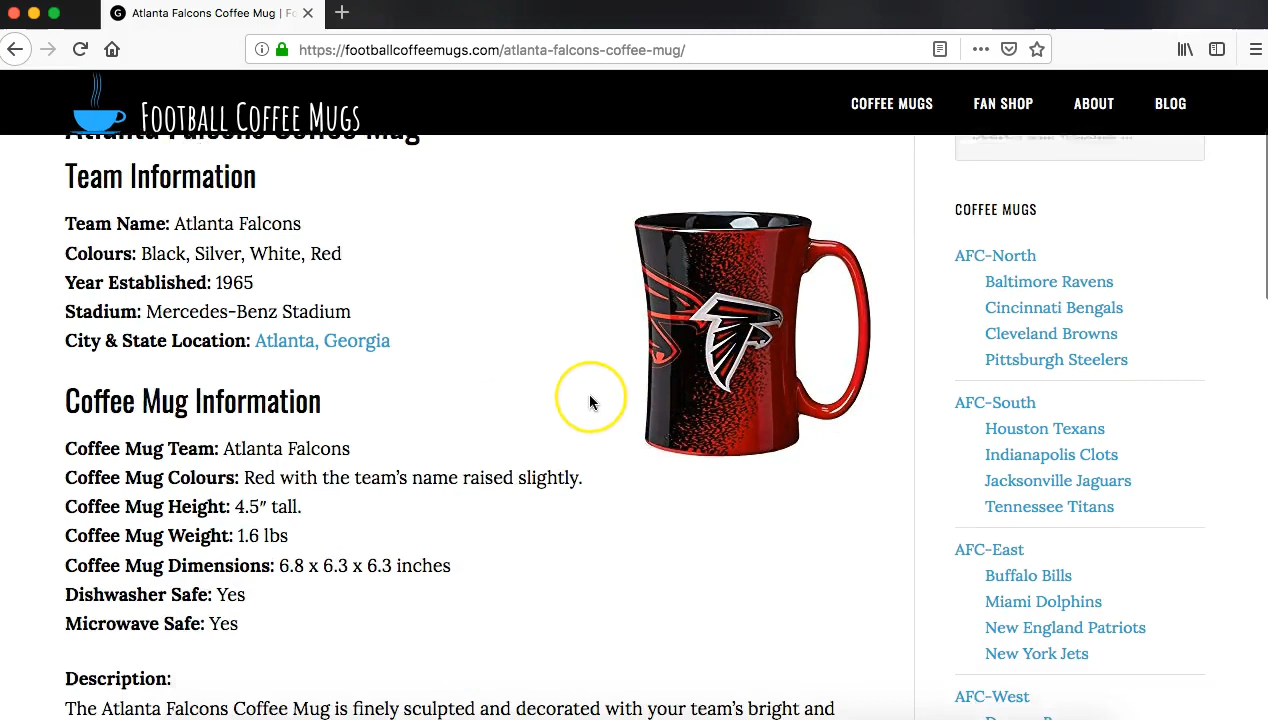 Atlanta Falcons Coffee Mug | Fo
https://footballcoffeemugs.com/atlanta-falcons-coffee-mug/
Football Coffee Mugs
COFFEE MUGS
FAN SHOP
ABOUT
BLOG
Atlanta Falcons Coffee Mug
Team Information
Team Name: Atlanta Falcons
Colours: Black, Silver, White, Red
Year Established: 1965
Stadium: Mercedes-Benz Stadium
City & State Location: Atlanta, Georgia
Coffee Mug Information
Coffee Mug Team: Atlanta Falcons
Coffee Mug Colours: Red with the team's name raised slightly.
Coffee Mug Height: 4.5″ tall.
Coffee Mug Weight: 1.6 lbs
Coffee Mug Dimensions: 6.8 x 6.3 x 6.3 inches
Dishwasher Safe: Yes
Microwave Safe: Yes
Description:
The Atlanta Falcons Coffee Mug is finely sculpted and decorated with your team's bright and
COFFEE MUGS
AFC-North
Baltimore Ravens
Cincinnati Bengals
Cleveland Browns
Pittsburgh Steelers
AFC-South
Houston Texans
Indianapolis Clots
Jacksonville Jaguars
Tennessee Titans
AFC-East
Buffalo Bills
Miami Dolphins
New England Patriots
New York Jets
AFC-West